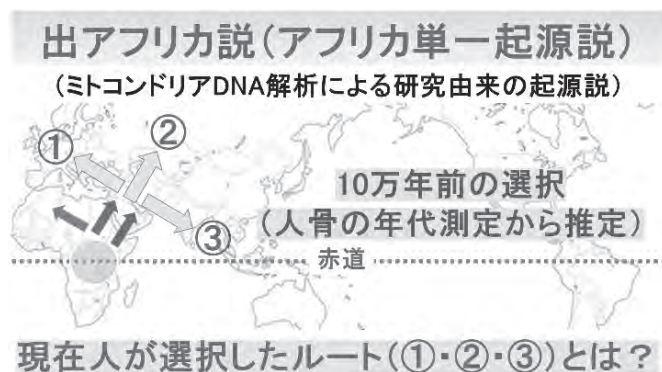 出アフリカ説(アフリカ単一起源説)
(ミトコンドリアDNA解析による研究由来の起源説)
①
②
10万年前の選択
(人骨の年代測定から推定)
③
赤道
現在人が選択したルート(①・②・③)とは?